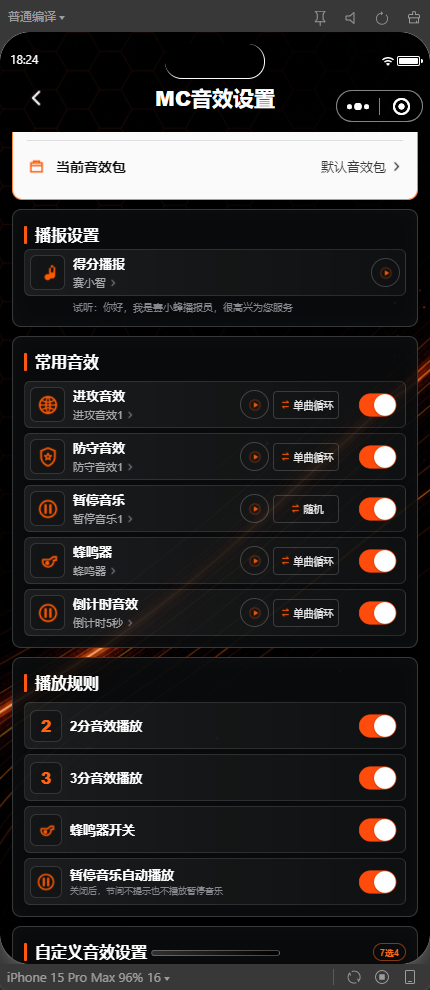 普通编译
18:24
MC音效设置
当前音效包 默认音效包
播报设置
得分播报
赛小智
试听：你好，我是赛小蜂播报员，很高兴为您服务
常用音效
进攻音效
进攻音效1
单曲循环
防守音效
防守音效1
单曲循环
暂停音乐
暂停音乐1
随机
蜂鸣器
蜂鸣器
单曲循环
倒计时音效
倒计时5秒
单曲循环
播放规则
2 2分音效播放
3 3分音效播放
蜂鸣器开关
暂停音乐自动播放
关闭后，节间不提示也不播放暂停音乐
自定义音效设置 7选4
iPhone 15 Pro Max 96% 16